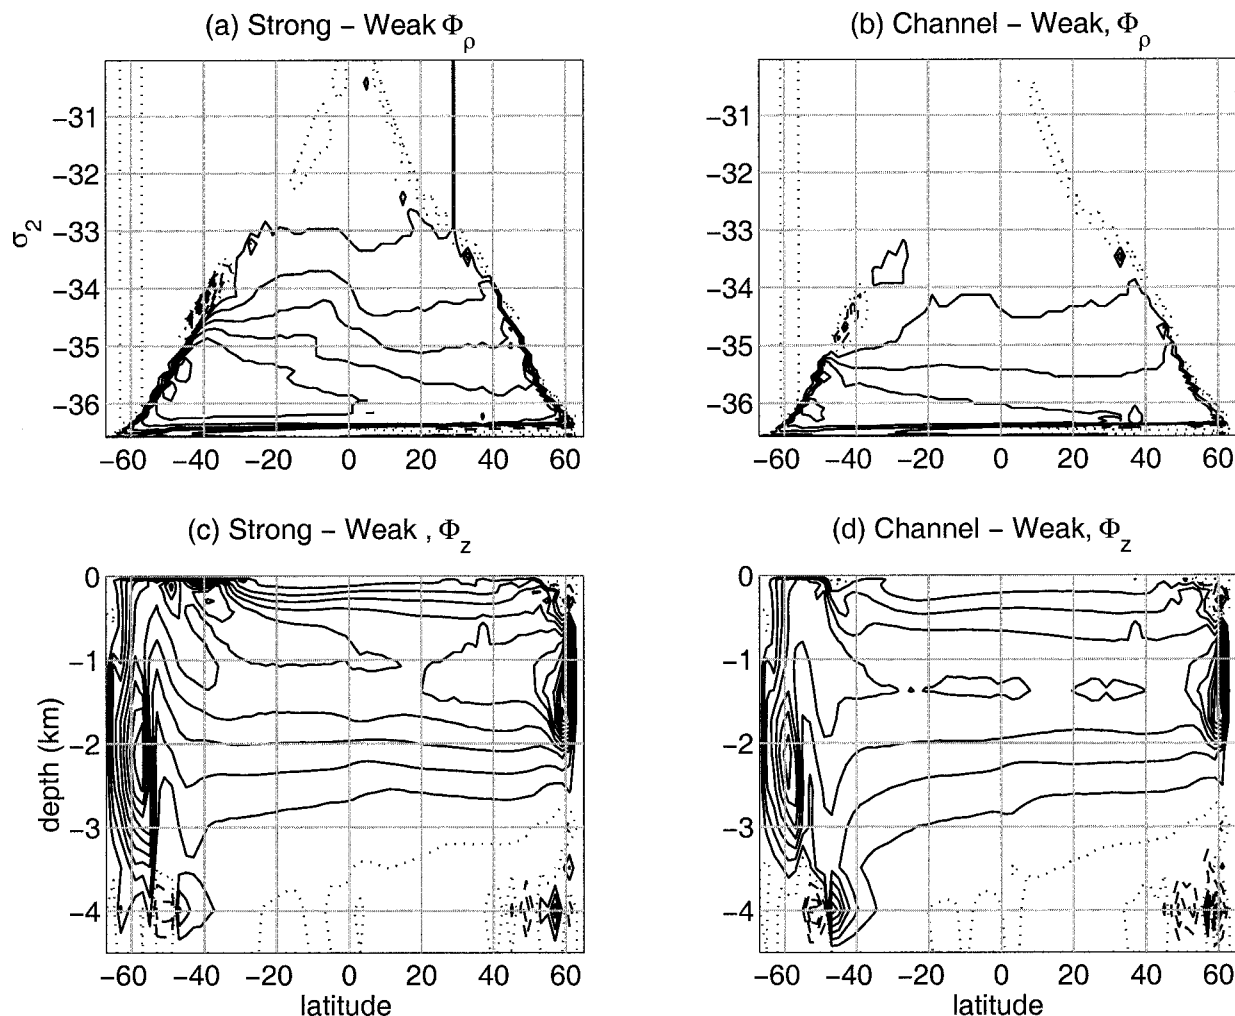 (a) Strong − Weak Φρ
(b) Channel − Weak, Φρ
σ2
−31
−32
−33
−34
−35
−36
−60 −40 −20 0 20 40 60
−31
−32
−33
−34
−35
−36
−60 −40 −20 0 20 40 60
(c) Strong − Weak , Φz
(d) Channel − Weak, Φz
depth (km)
0
−1
−2
−3
−4
−60 −40 −20 0 20 40 60
latitude
0
−1
−2
−3
−4
−60 −40 −20 0 20 40 60
latitude